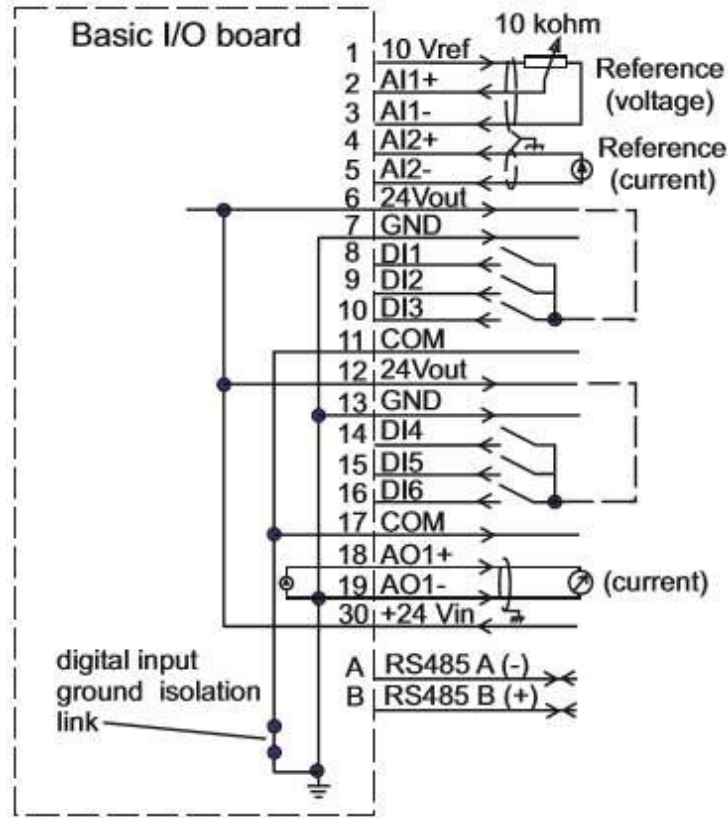 Basic I/O board
10 kohm
1 10 Vref
Reference
(voltage)
2 AI1+
3 AI1-
4 AI2+
Reference
(current)
5 AI2-
6 24Vout
7 GND
8 DI1
9 DI2
10 DI3
11 COM
12 24Vout
13 GND
14 DI4
15 DI5
16 DI6
17 COM
18 AO1+
19 AO1-
(current)
30 +24 Vin
A RS485 A (-)
B RS485 B (+)
digital input
ground isolation
link